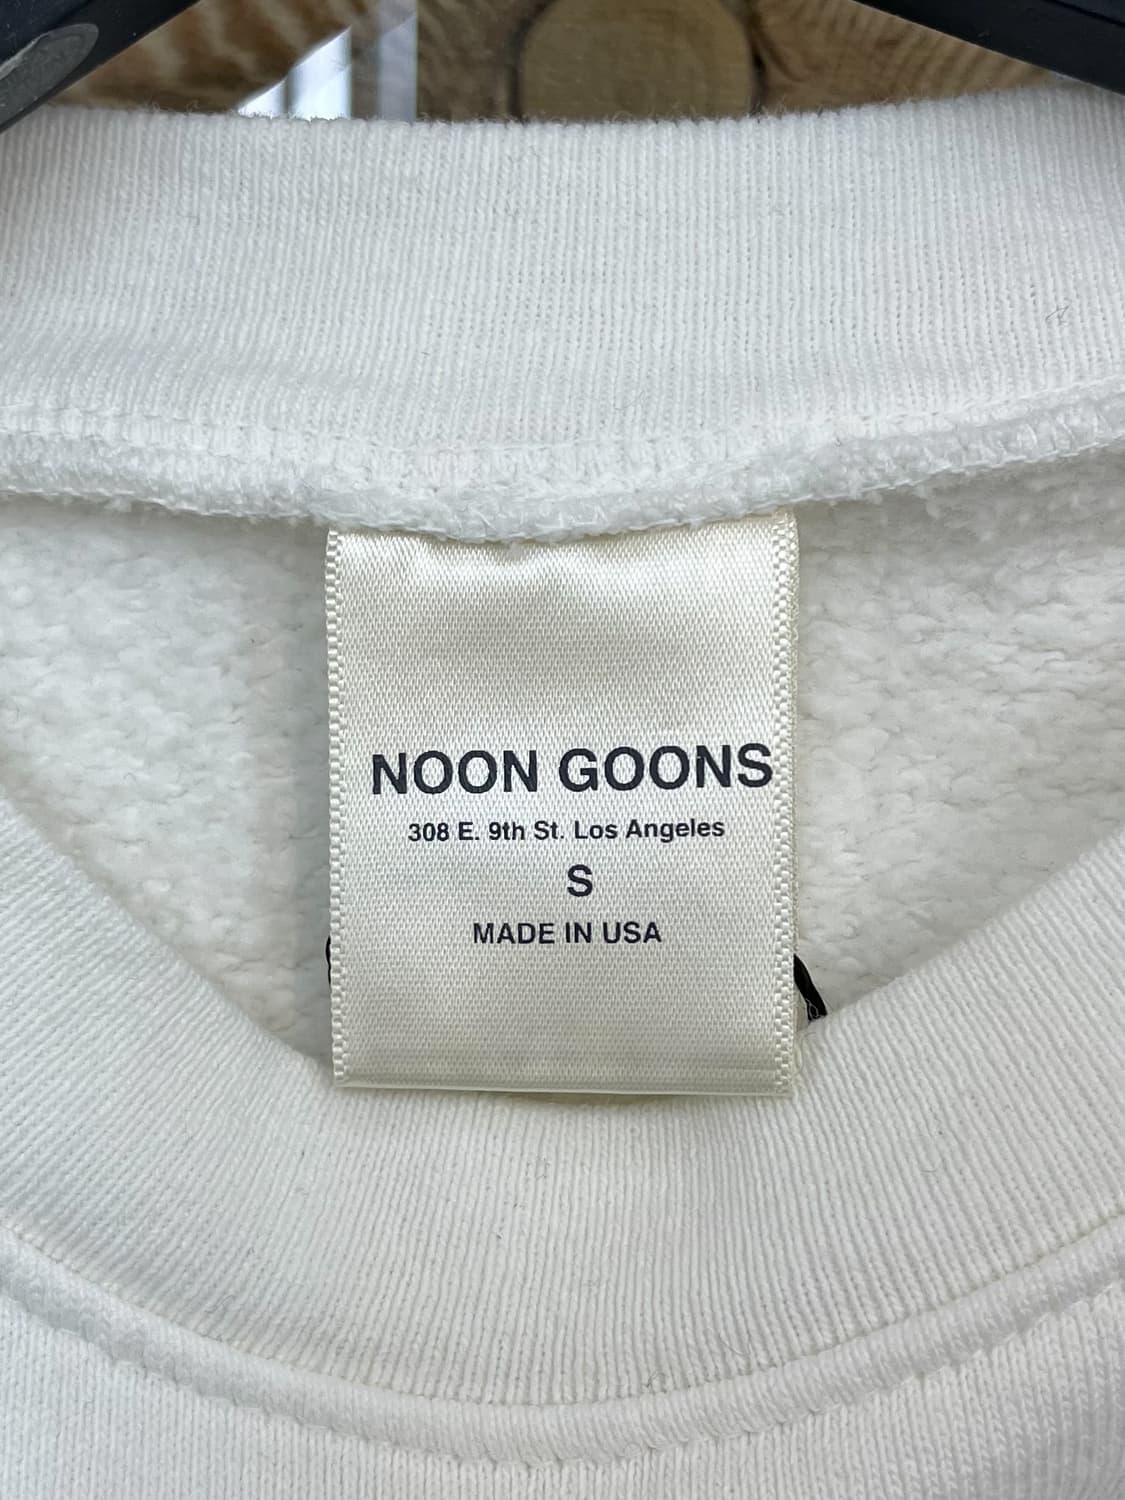 NOON GOONS
308 E. 9th St. Los Angeles
S
MADE IN USA